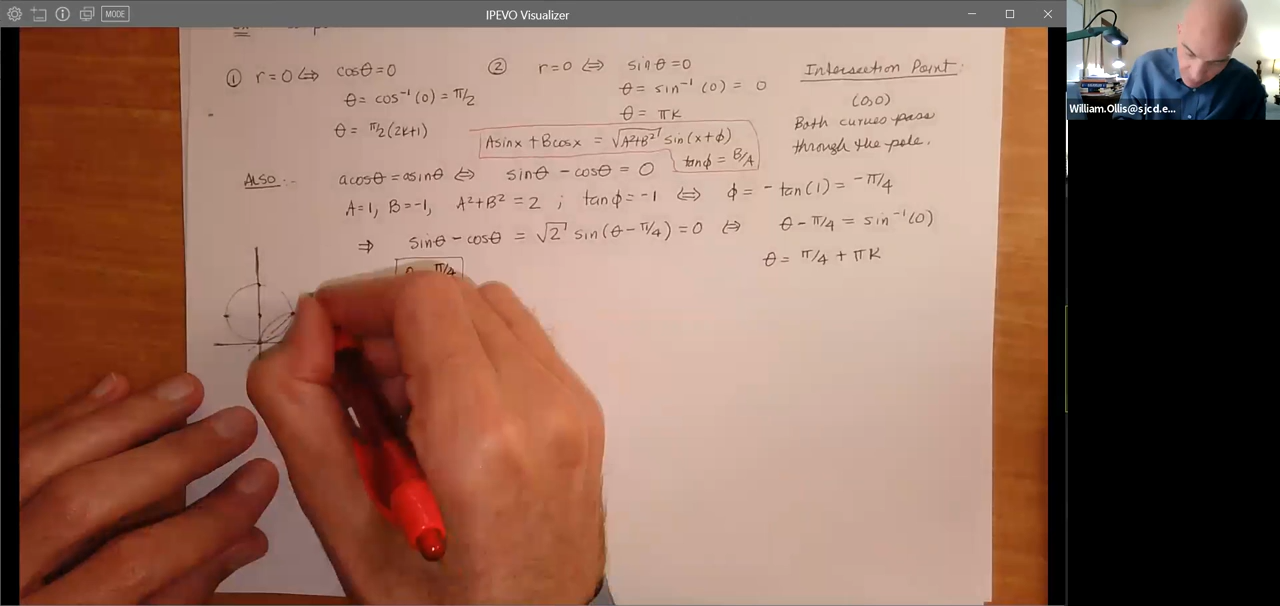 IPEVO Visualizer
MODE
① r=0 ⇔ cosθ=0
θ = cos⁻¹(0) = π/2
θ = π/2(2k+1)
② r=0 ⇔ sinθ=0
θ = sin⁻¹(0) = 0
θ = πk
Intersection Point:
(0,0)
Both curves pass
through the pole.
Asinx + Bcosx = √A²+B² sin(x+φ)
tanφ = B/A
ALSO:- acosθ = asinθ ⇔ sinθ - cosθ = 0
A=1, B=-1, A²+B² = 2 ; tanφ = -1 ⇔ φ = -tan(1) = -π/4
⇒ sinθ - cosθ = √2 sin(θ - π/4) = 0 ⇔ θ - π/4 = sin⁻¹(0)
θ = π/4 + πk
π/4
William.Ollis@sjcd.e...